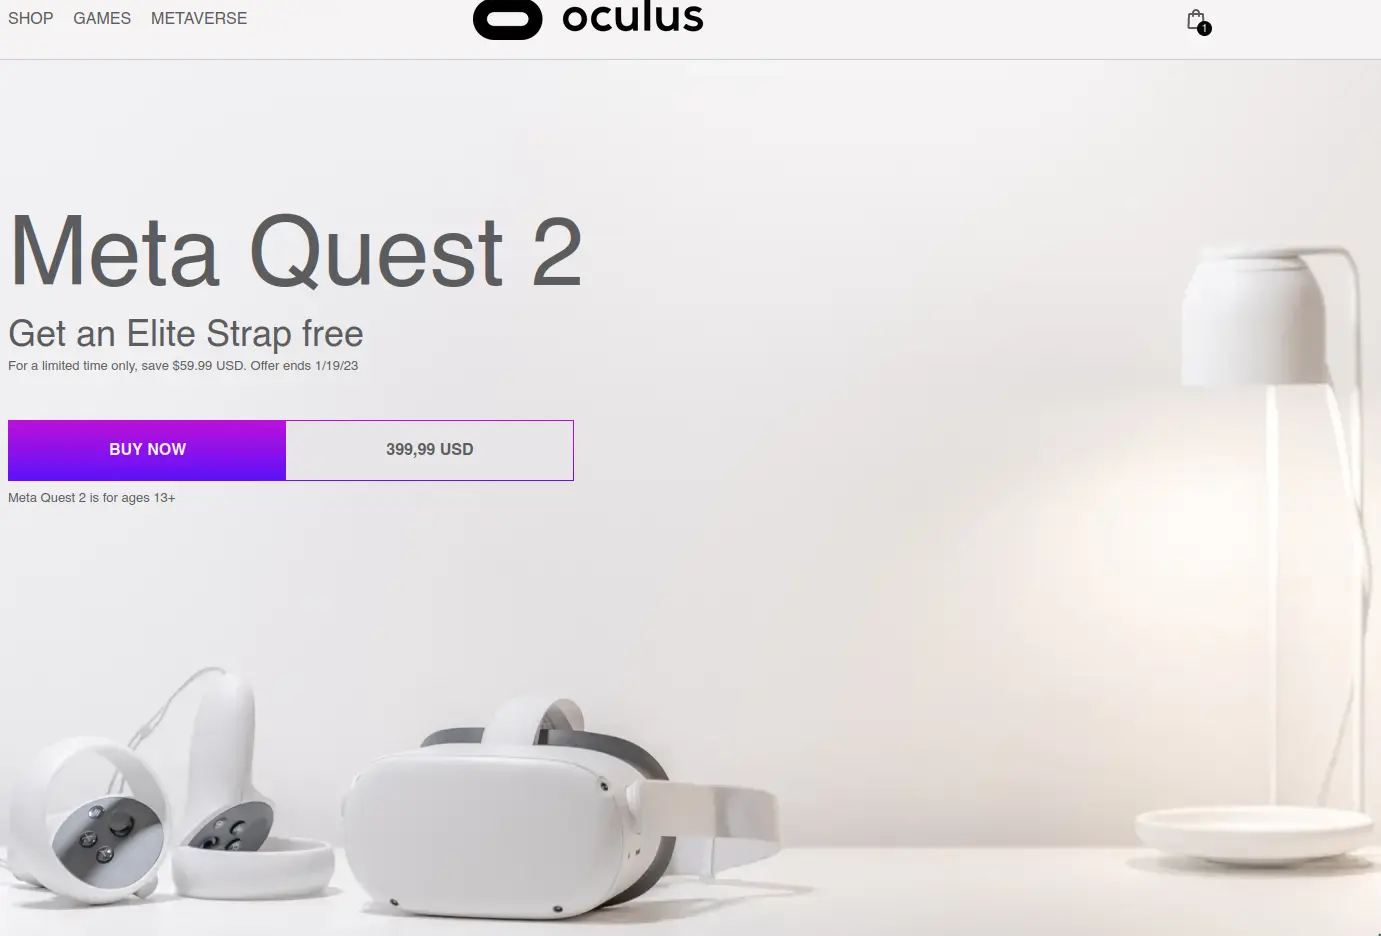 SHOP GAMES METAVERSE oculus 1
Meta Quest 2
Get an Elite Strap free
For a limited time only, save $59.99 USD. Offer ends 1/19/23
BUY NOW 399,99 USD
Meta Quest 2 is for ages 13+